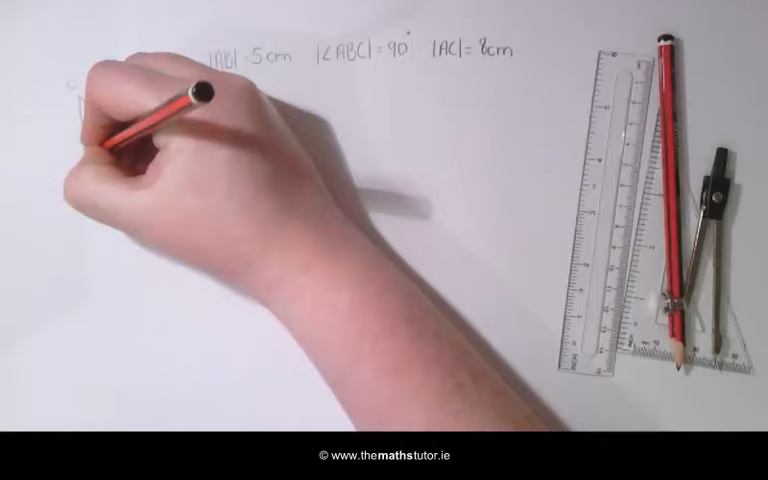 |AB| = 5cm |∠ABC| = 90° |AC| = 8cm
© www.themathstutor.ie